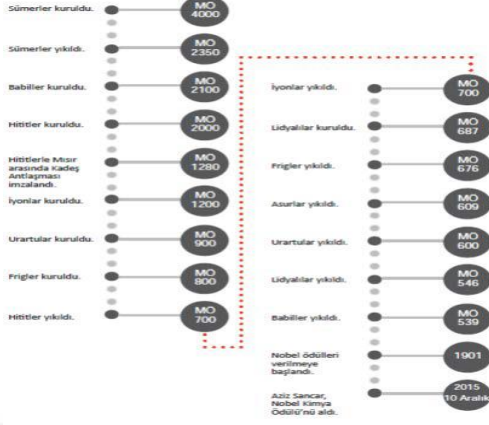 Sümerler kuruldu.
MÖ
4000
Sümerler yıkıldı.
MÖ
2350
Babiller kuruldu.
MÖ
2100
Hititler kuruldu.
MÖ
2000
Hititlerle Mısır
arasında Kadeş
Antlaşması
imzalandı.
MÖ
1280
İyonlar kuruldu.
MÖ
1200
Urartular kuruldu.
MÖ
900
Frigler kuruldu.
MÖ
800
Hititler yıkıldı.
MÖ
700
İyonlar yıkıldı.
MÖ
700
Lidyalılar kuruldu.
MÖ
687
Frigler yıkıldı.
MÖ
676
Asurlar yıkıldı.
MÖ
609
Urartular yıkıldı.
MÖ
600
Lidyalılar yıkıldı.
MÖ
546
Babiller yıkıldı.
MÖ
539
Nobel ödülleri
verilmeye
başlandı.
1901
Aziz Sancar,
Nobel Kimya
Ödülü'nü aldı.
2015
10 Aralık